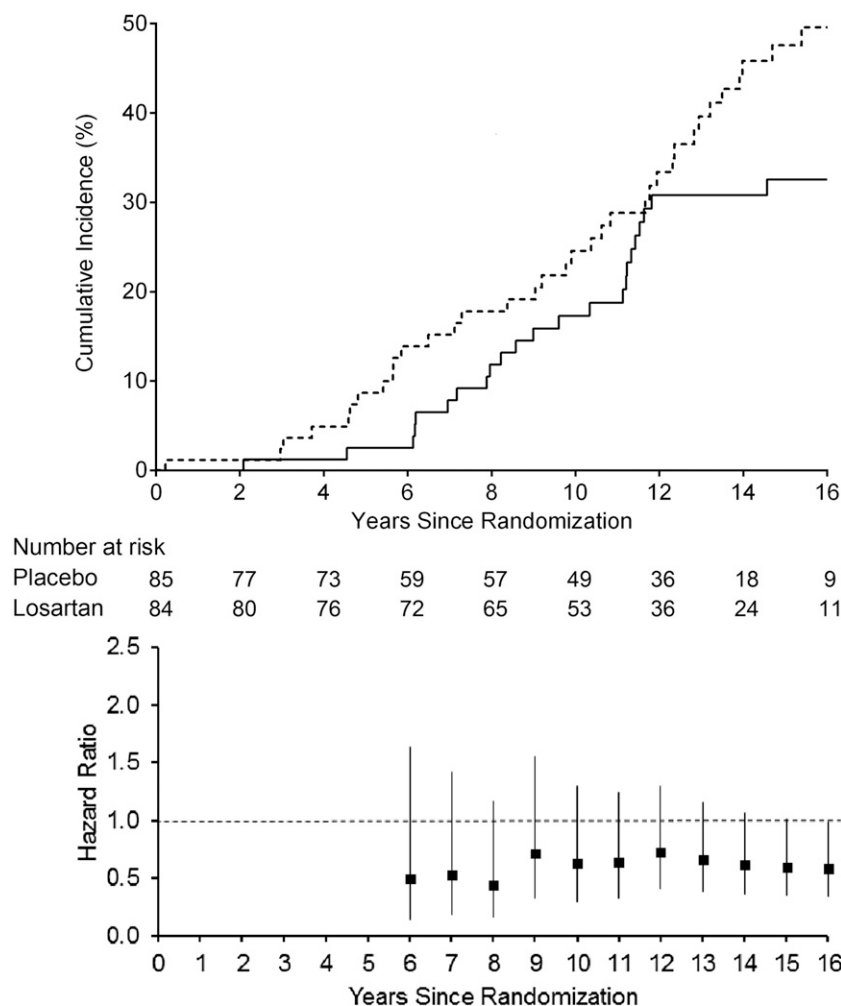 50
40
30
20
10
0
Cumulative Incidence (%)
0 2 4 6 8 10 12 14 16
Years Since Randomization
Number at risk
Placebo 85 77 73 59 57 49 36 18 9
Losartan 84 80 76 72 65 53 36 24 11
2.5
2.0
1.5
1.0
0.5
0.0
Hazard Ratio
0 1 2 3 4 5 6 7 8 9 10 11 12 13 14 15 16
Years Since Randomization